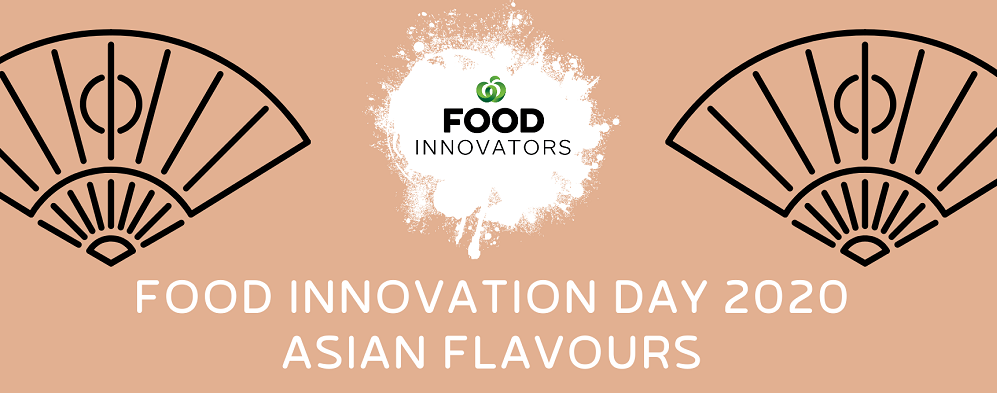 FOOD
INNOVATORS
FOOD INNOVATION DAY 2020
ASIAN FLAVOURS